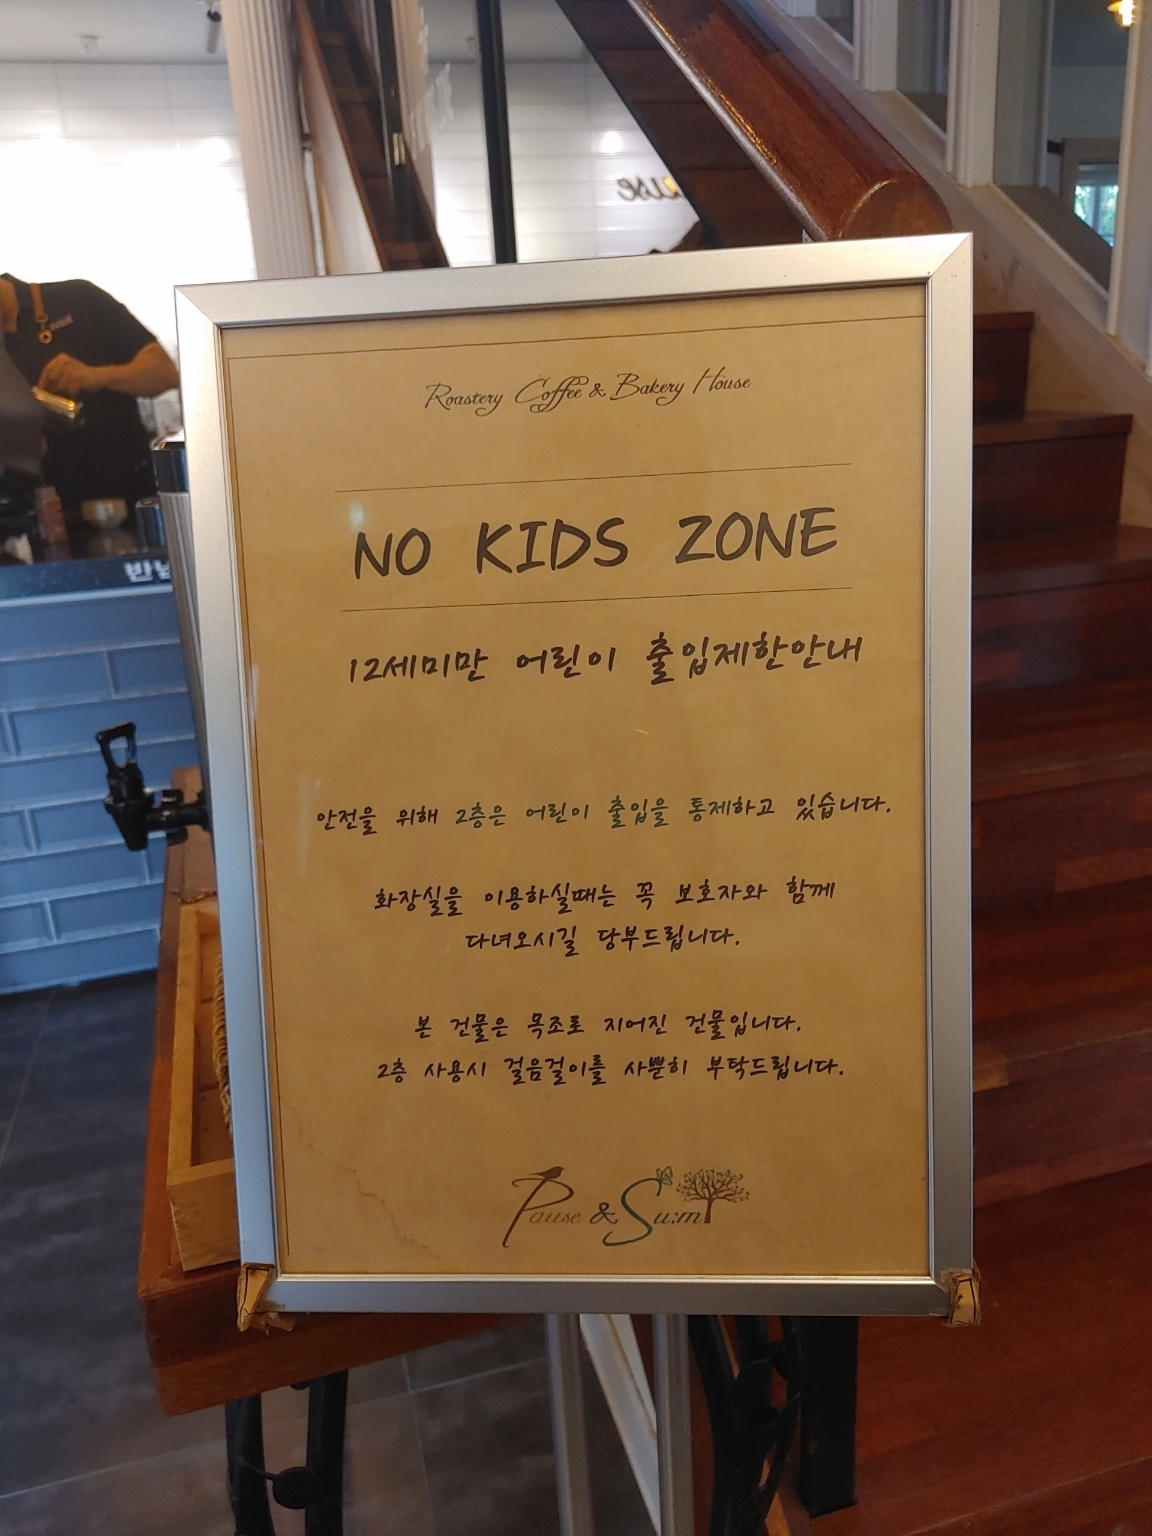 Roastery Coffee & Bakery House
NO KIDS ZONE
12세미만 어린이 출입제한안내
안전을 위해 2층은 어린이 출입을 통제하고 있습니다.
화장실을 이용하실때는 꼭 보호자와 함께
다녀오시길 당부드립니다.
본 건물은 목조로 지어진 건물입니다.
2층 사용시 걸음걸이를 사뿐히 부탁드립니다.
Pause & Su:m